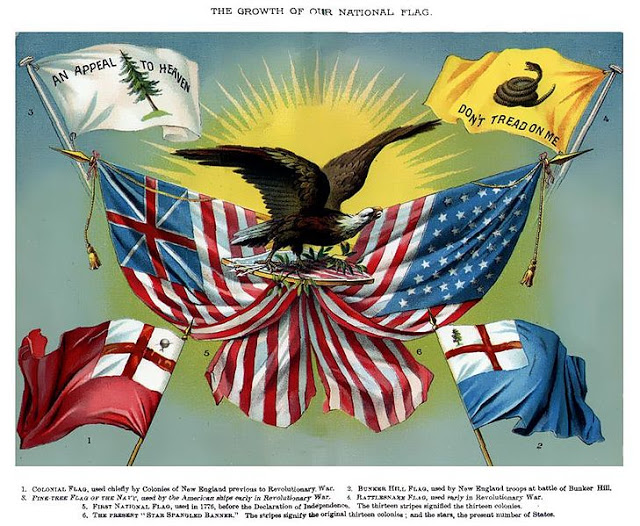 THE GROWTH OF OUR NATIONAL FLAG.
AN APPEAL TO HEAVEN
DON'T TREAD ON ME
3
4
5
6
1
2
1. COLONIAL FLAG, used chiefly by Colonies of New England previous to Revolutionary War. 2. BUNKER HILL FLAG, used by New England troops at battle of Bunker Hill.
3. PINE-TREE FLAG OF THE NAVY, used by the American ships early in Revolutionary War. 4. RATTLESNAKE FLAG, used early in Revolutionary War.
5. FIRST NATIONAL FLAG, used in 1776, before the Declaration of Independence. The thirteen stripes signified the thirteen colonies.
6. THE PRESENT "STAR SPANGLED BANNER." The stripes signify the original thirteen colonies; and the stars, the present number of States.